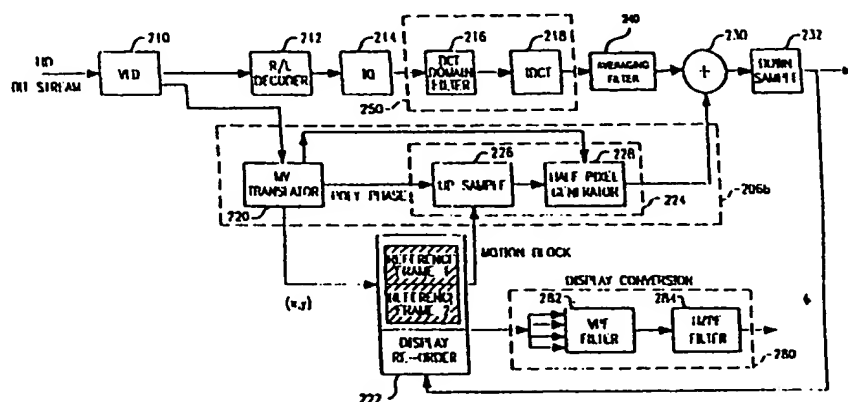 210
212
214
216
218
240
230
232
VLD
R/L
DECODER
IQ
DCT
DOMAIN
FILTER
IDCT
AVERAGING
FILTER
+
DOWN
SAMPLE
HD
BIT STREAM
250
226
228
MV
TRANSLATOR
POLY PHASE
UP SAMPLE
HALF PIXEL
GENERATOR
220
224
206b
MOTION BLOCK
REFERENCE
FRAME 1
REFERENCE
FRAME 2
(x,y)
DISPLAY CONVERSION
282
284
VPF
FILTER
HZPF
FILTER
DISPLAY
RE-ORDER
280
222